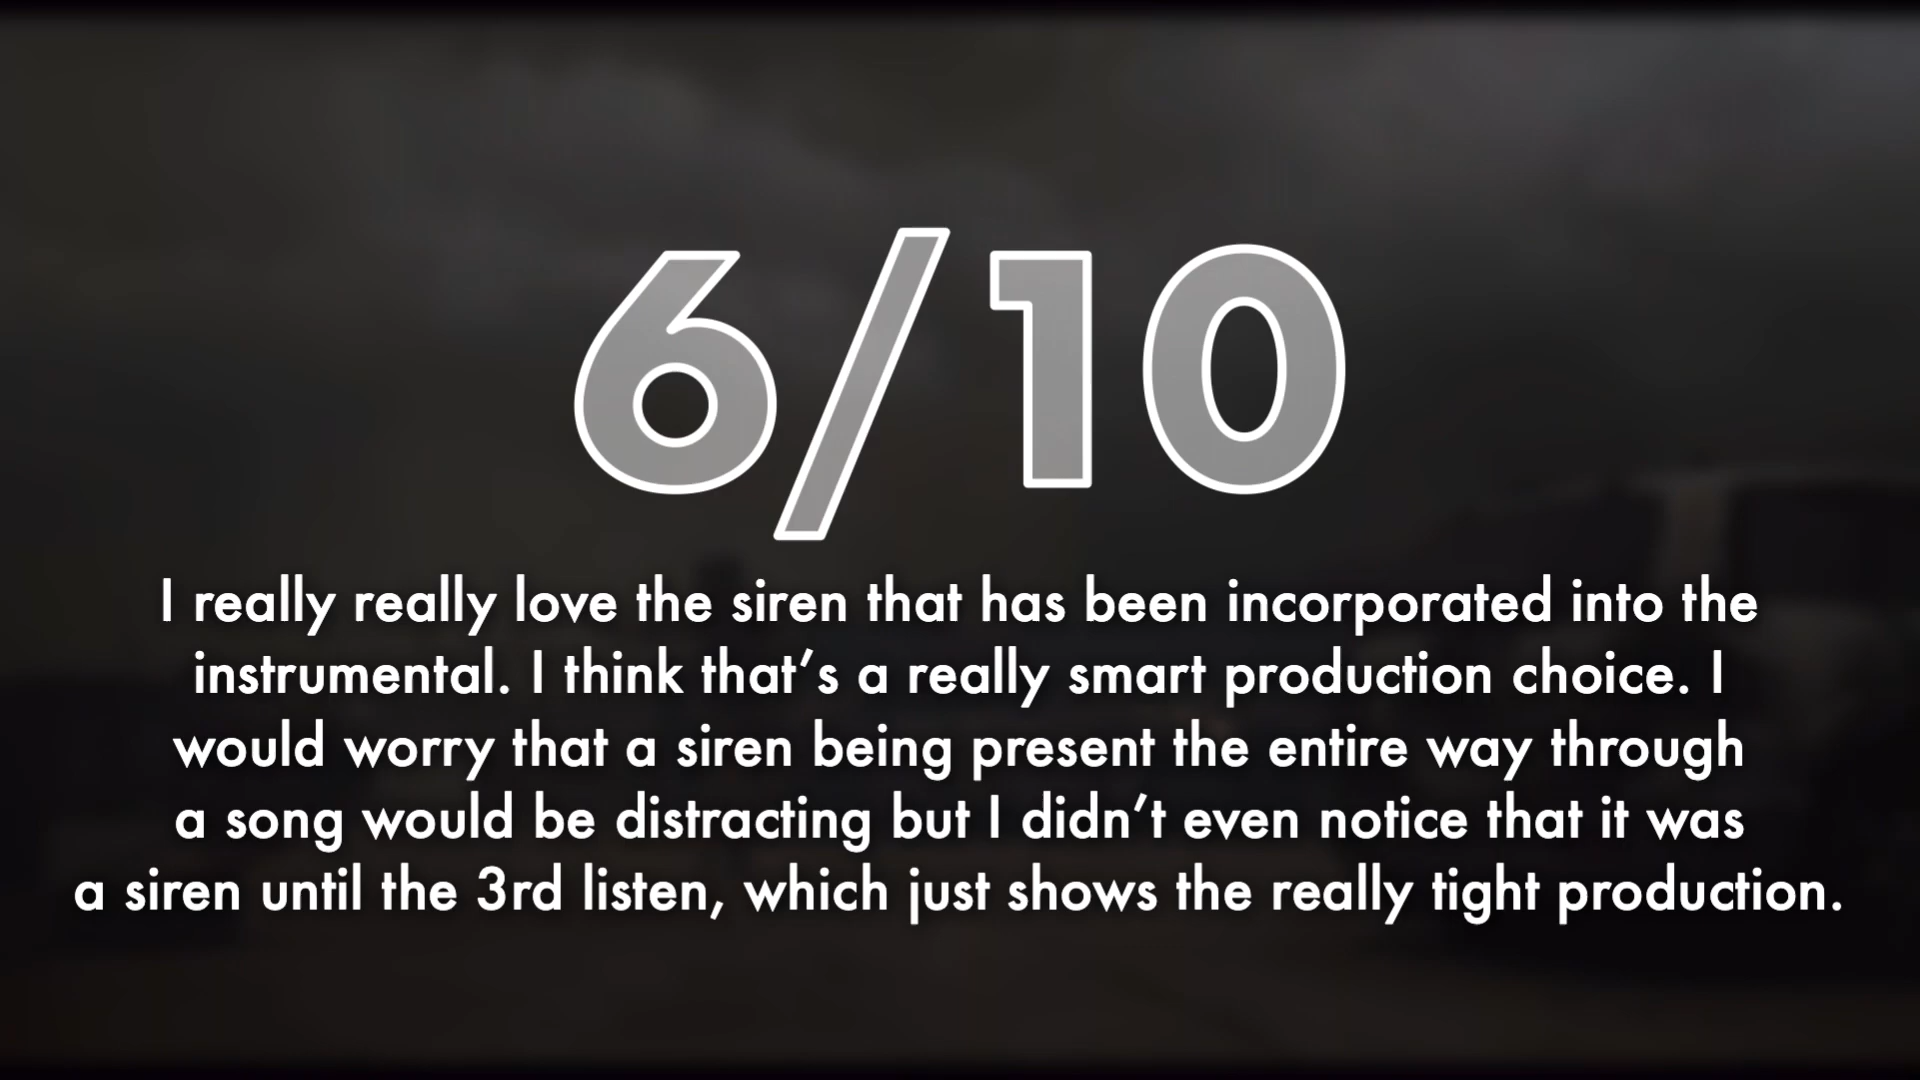 6/10
I really really love the siren that has been incorporated into the
instrumental. I think that’s a really smart production choice. I
would worry that a siren being present the entire way through
a song would be distracting but I didn’t even notice that it was
a siren until the 3rd listen, which just shows the really tight production.